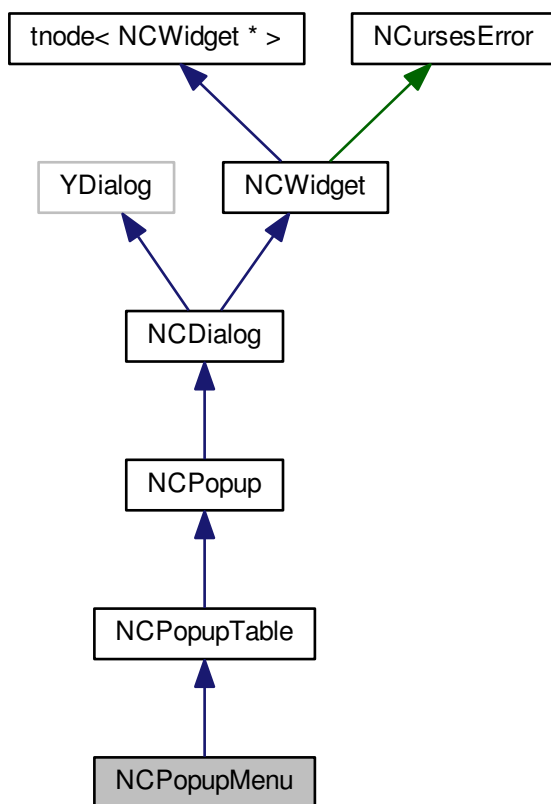 tnode< NCWidget * >
NCursesError
YDialog
NCWidget
NCDialog
NCPopup
NCPopupTable
NCPopupMenu